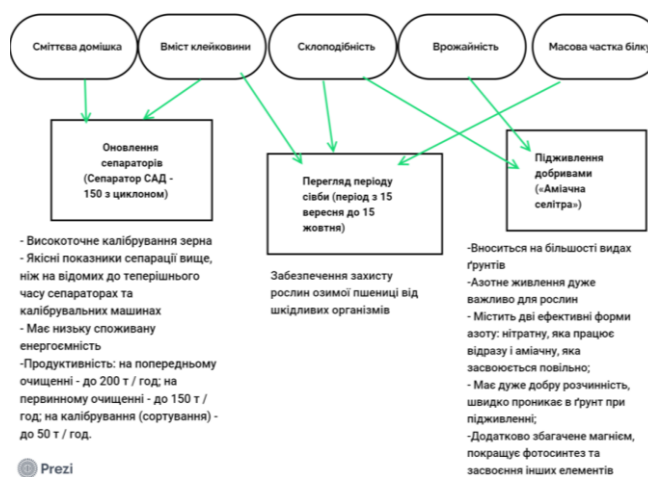 Сміттєва домішка
Вміст клейковини
Склоподібність
Врожайність
Масова частка білку
Оновлення
сепараторів
(Сепаратор САД -
150 з циклоном)
Перегляд періоду
сівби (період з 15
вересня до 15
жовтня)
Підживлення
добривами
(«Аміачна
селітра»)
- Високоточне калібрування зерна
- Якісні показники сепарації вище,
ніж на відомих до теперішнього
часу сепараторах та
калібрувальних машинах
- Має низьку споживану
енергоємність
-Продуктивність: на попередньому
очищенні - до 200 т / год; на
первинному очищенні - до 150 т /
год; на калібрування (сортування) -
до 50 т / год.
Забезпечення захисту
рослин озимої пшениці від
шкідливих організмів
-Вноситься на більшості видах
ґрунтів
-Азотне живлення дуже
важливо для рослин
- Містить дві ефективні форми
азоту: нітратну, яка працює
відразу і аміачну, яка
засвоюється повільно;
- Має дуже добру розчинність,
швидко проникає в ґрунт при
підживленні;
-Додатково збагачене магнієм,
покращує фотосинтез та
засвоєння інших елементів
Prezi